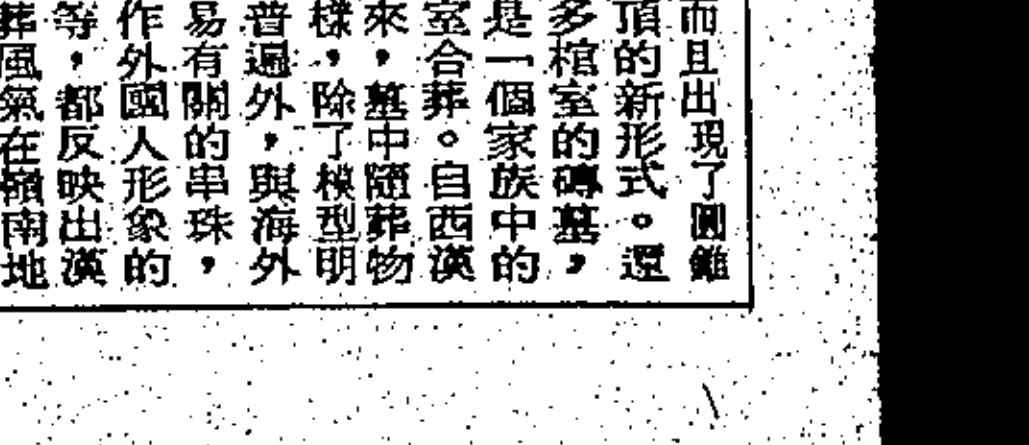 而且出現了圓錐
頂的新形式。還
多棺室的磚墓,
是一個家族中的
室合葬。自西漢
來,墓中隨葬物
樣,除了模型明
普遍外,與海外
易有關的串珠,
作外國人形象的
等,都反映出漢
葬風氣在嶺南地